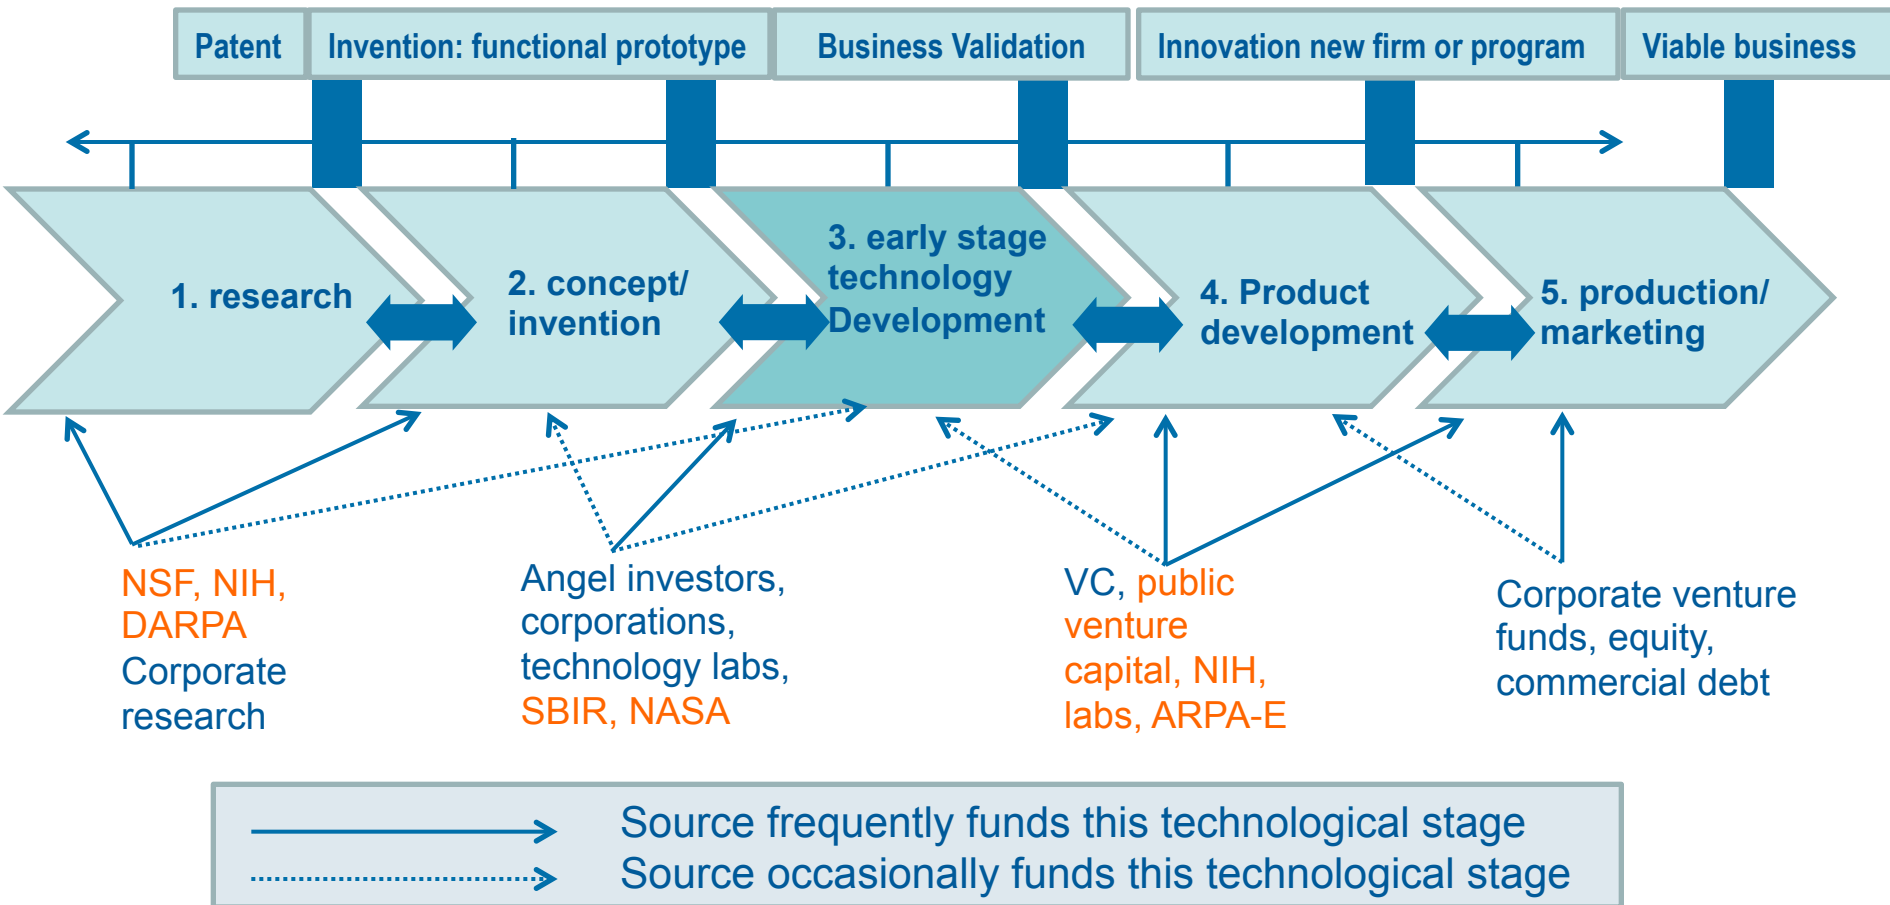 Patent
Invention: functional prototype
Business Validation
Innovation new firm or program
Viable business
1. research
2. concept/
invention
3. early stage
technology
Development
4. Product
development
5. production/
marketing
NSF, NIH,
DARPA
Corporate
research
Angel investors,
corporations,
technology labs,
SBIR, NASA
VC, public
venture
capital, NIH,
labs, ARPA-E
Corporate venture
funds, equity,
commercial debt
Source frequently funds this technological stage
Source occasionally funds this technological stage